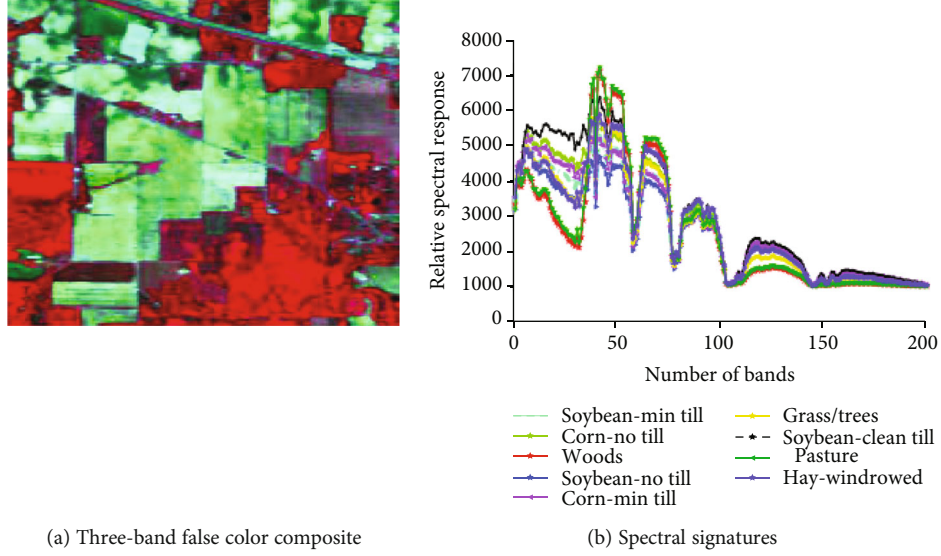 8000
7000
6000
5000
4000
3000
2000
1000
0
Relative spectral response
0 50 100 150 200
Number of bands
Soybean-min till
Corn-no till
Woods
Soybean-no till
Corn-min till
Grass/trees
Soybean-clean till
Pasture
Hay-windrowed
(a) Three-band false color composite
(b) Spectral signatures